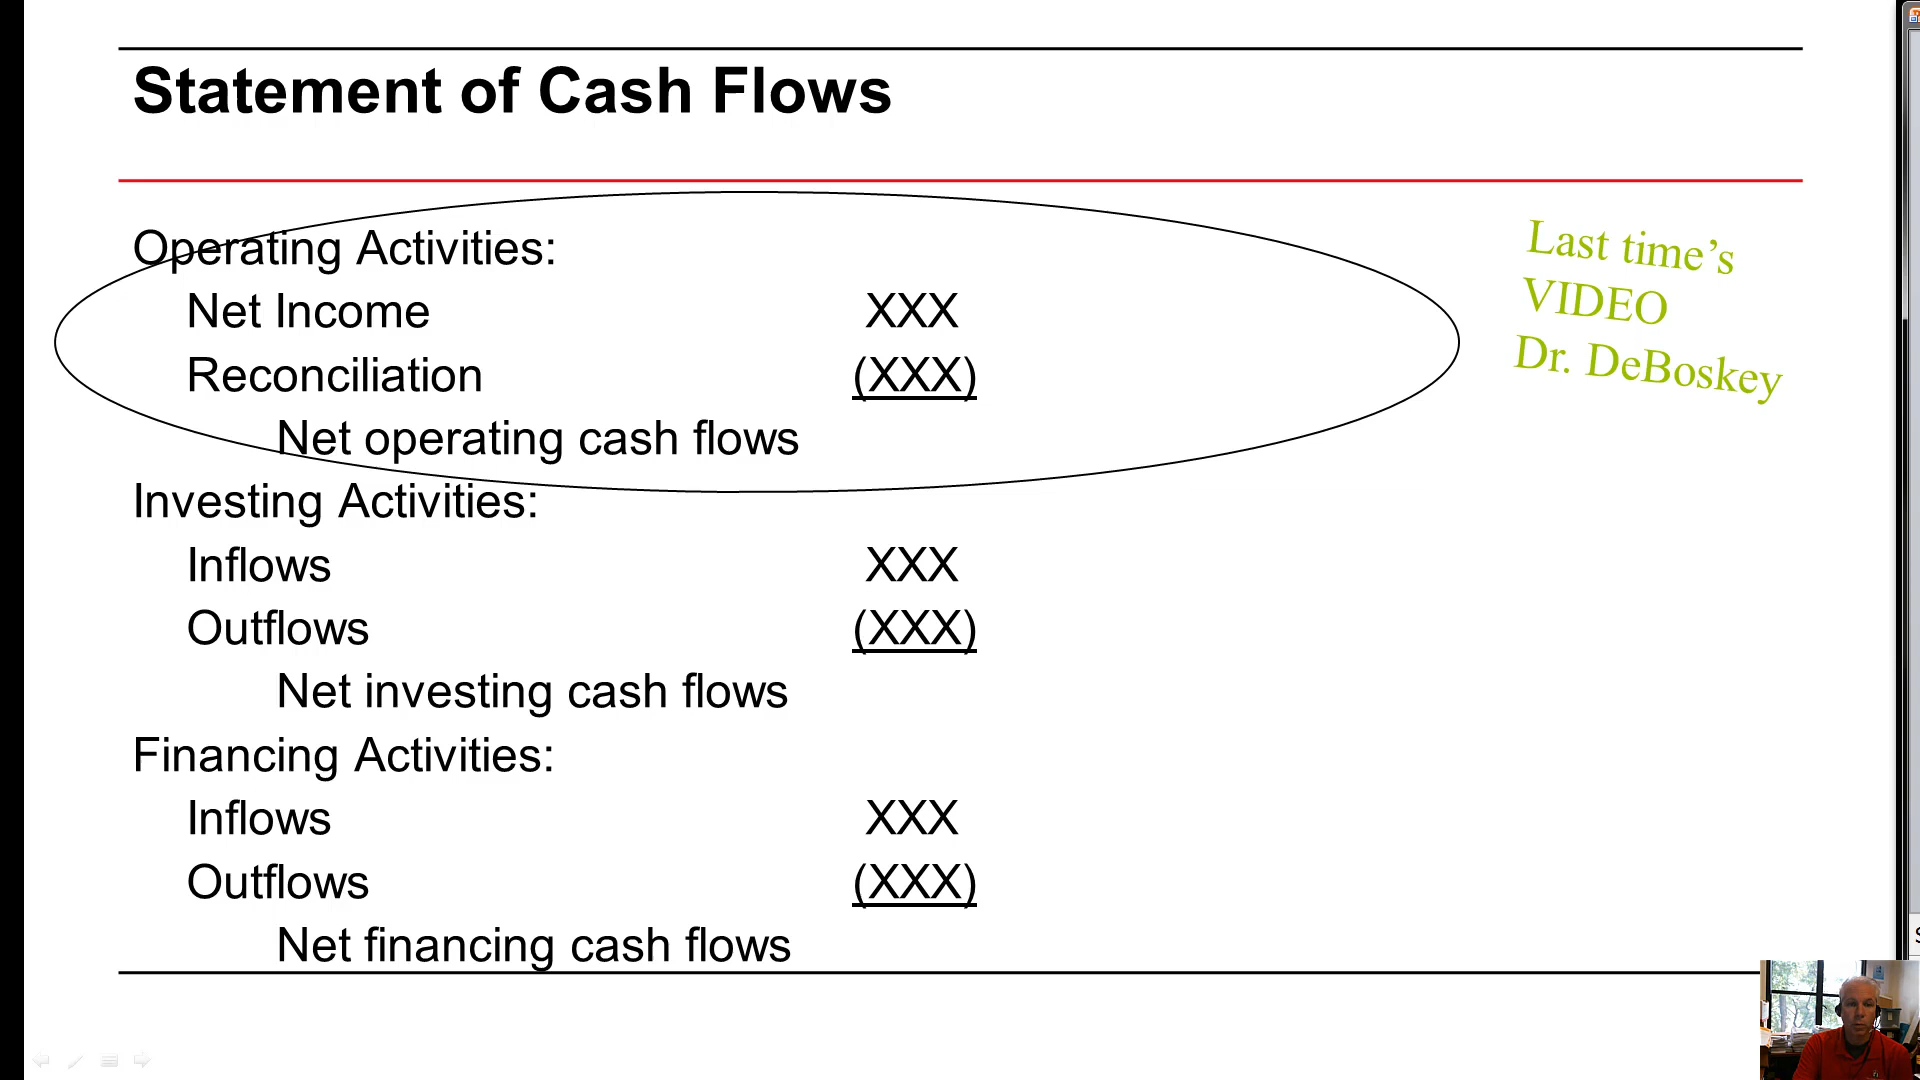 Statement of Cash Flows
Operating Activities:
Net Income XXX
Reconciliation (XXX)
Net operating cash flows
Investing Activities:
Inflows XXX
Outflows (XXX)
Net investing cash flows
Financing Activities:
Inflows XXX
Outflows (XXX)
Net financing cash flows
Last time’s
VIDEO
Dr. DeBoskey